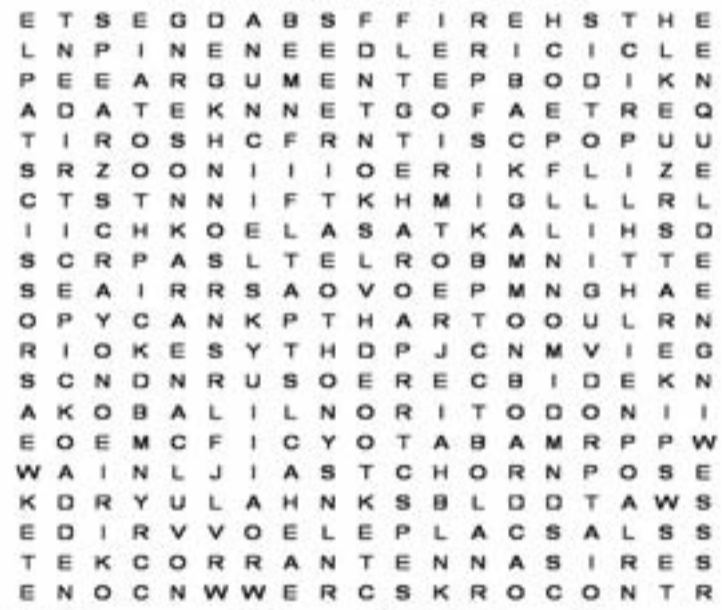 E T S E G D A B S F F I R E H S T H E
L N P I N E N E E D L E R I C I C L E
P E E A R G U M E N T E P B O D I K N
A D A T E K N N E T G O F A E T R E Q
T I R O S H C F R N T I S C P O P U U
S R Z O O N I I I O E R I K F L I Z E
C T S T N N I F T K H M I G L L L R L
I I C H K O E L A S A T K A L I H S D
S C R P A S L T E L R O B M N I T T E
S E A I R R S A O V O E P M N G H A E
O P Y C A N K P T H A R T O O U L R N
R I O K E S Y T H D P J C N M V I E G
S C N D N R U S O E R E C B I D E K N
A K O B A L I L N O R I T O D O N I I
E O E M C F I C Y O T A B A M R P P W
W A I N L J I A S T C H O R N P O S E
K D R Y U L A H N K S B L D D T A W S
E D I R V V O E L E P L A C S A L S S
T E K C O R R A N T E N N A S I R E S
E N O C N W W E R C S K R O C O N T R